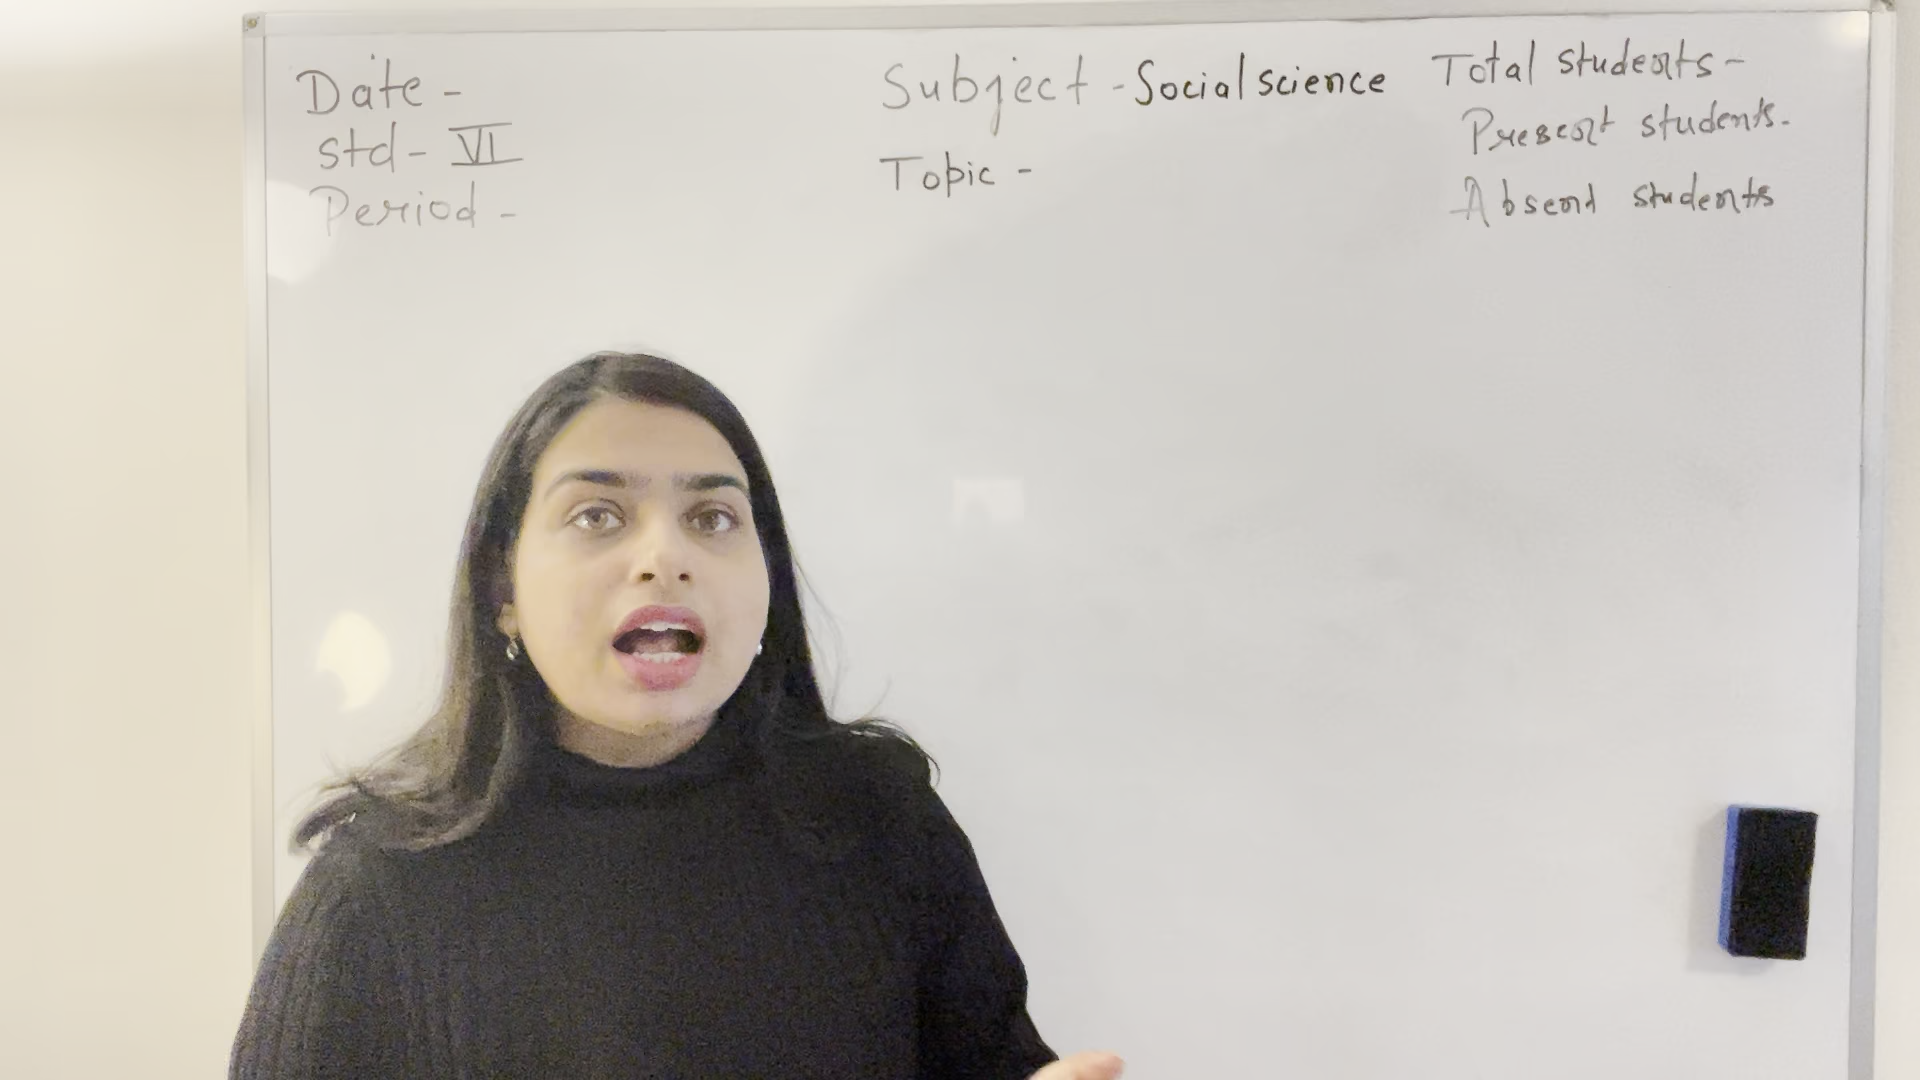 Date -
Std - VI
Period -
Subject - Social science
Topic -
Total students -
Present students -
Absent students